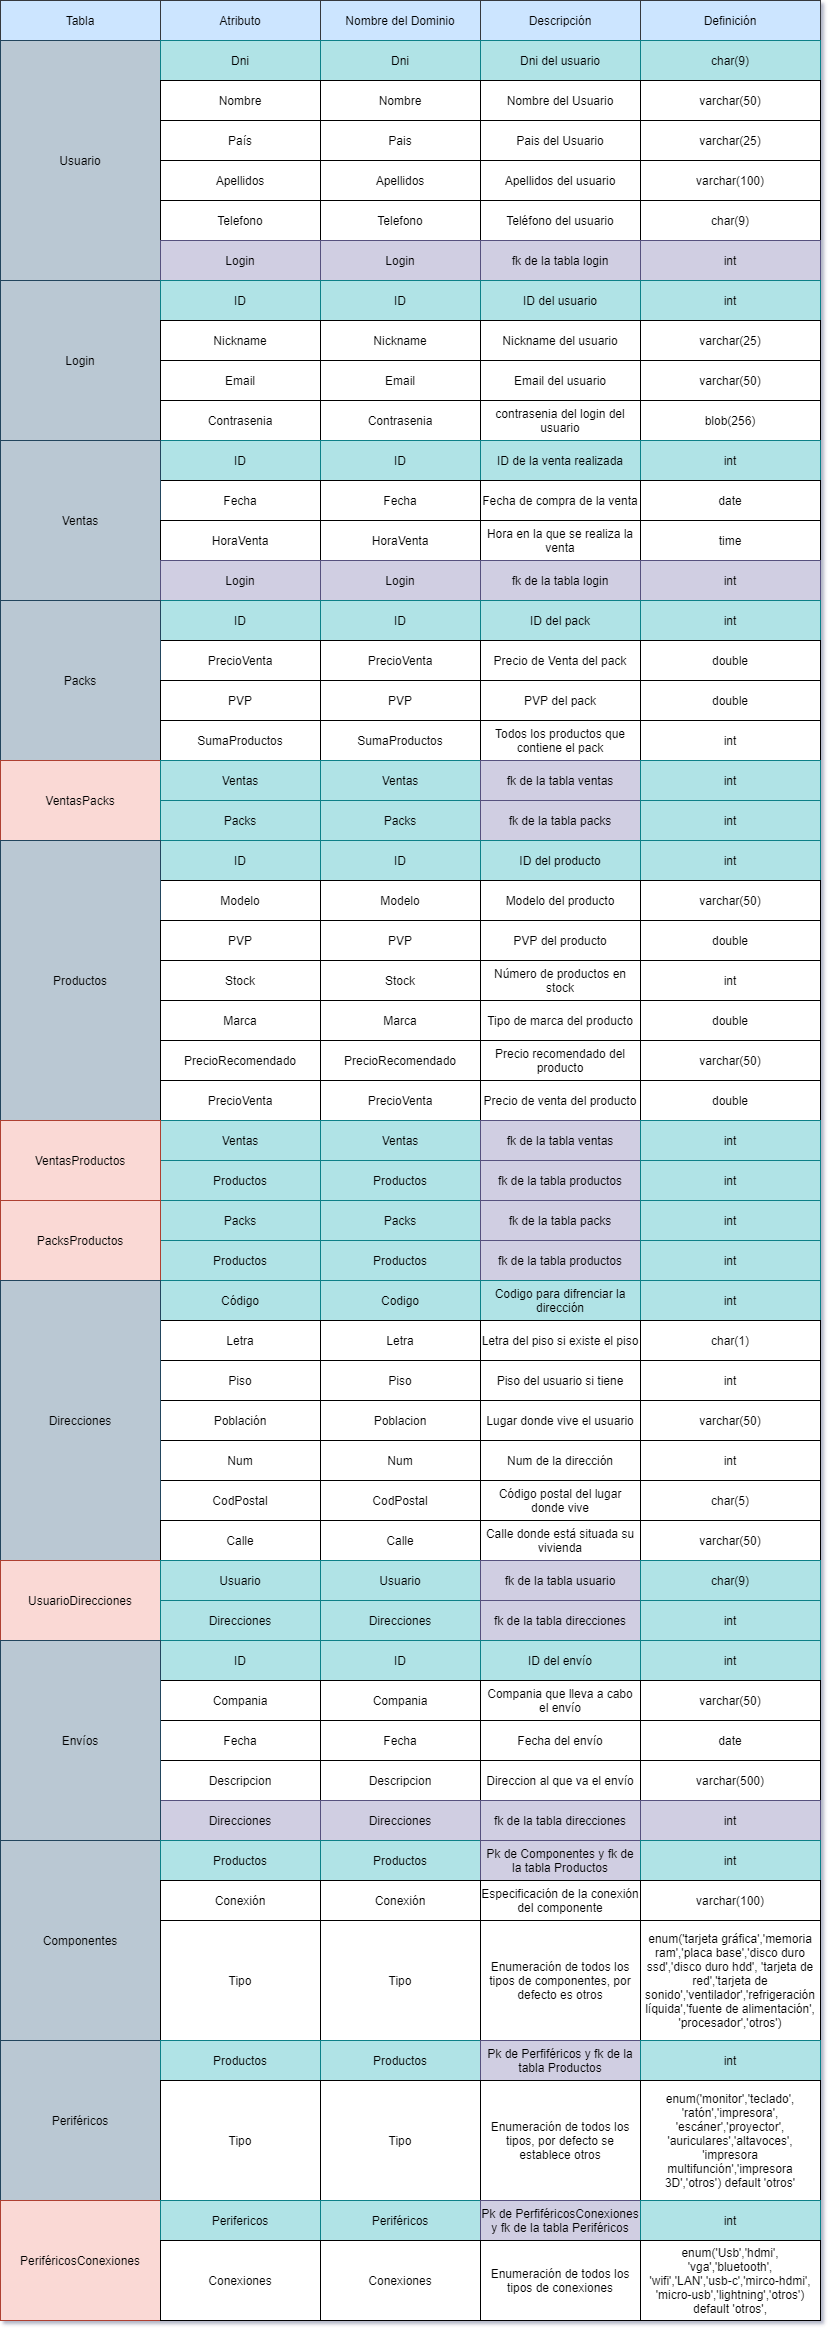 Tabla Atributo Nombre del Dominio Descripción Definición
Usuario
Dni Dni Dni del usuario char(9)
Nombre Nombre Nombre del Usuario varchar(50)
País Pais Pais del Usuario varchar(25)
Apellidos Apellidos Apellidos del usuario varchar(100)
Telefono Telefono Teléfono del usuario char(9)
Login Login fk de la tabla login int
Login
ID ID ID del usuario int
Nickname Nickname Nickname del usuario varchar(25)
Email Email Email del usuario varchar(50)
Contrasenia Contrasenia contrasenia del login del
usuario blob(256)
Ventas
ID ID ID de la venta realizada int
Fecha Fecha Fecha de compra de la venta date
HoraVenta HoraVenta Hora en la que se realiza la
venta time
Login Login fk de la tabla login int
Packs
ID ID ID del pack int
PrecioVenta PrecioVenta Precio de Venta del pack double
PVP PVP PVP del pack double
SumaProductos SumaProductos Todos los productos que
contiene el pack int
VentasPacks
Ventas Ventas fk de la tabla ventas int
Packs Packs fk de la tabla packs int
Productos
ID ID ID del producto int
Modelo Modelo Modelo del producto varchar(50)
PVP PVP PVP del producto double
Stock Stock Número de productos en
stock int
Marca Marca Tipo de marca del producto double
PrecioRecomendado PrecioRecomendado Precio recomendado del
producto varchar(50)
PrecioVenta PrecioVenta Precio de venta del producto double
VentasProductos
Ventas Ventas fk de la tabla ventas int
Productos Productos fk de la tabla productos int
PacksProductos
Packs Packs fk de la tabla packs int
Productos Productos fk de la tabla productos int
Direcciones
Código Codigo Codigo para difrenciar la
dirección int
Letra Letra Letra del piso si existe el piso char(1)
Piso Piso Piso del usuario si tiene int
Población Poblacion Lugar donde vive el usuario varchar(50)
Num Num Num de la dirección int
CodPostal CodPostal Código postal del lugar
donde vive char(5)
Calle Calle Calle donde está situada su
vivienda varchar(50)
UsuarioDirecciones
Usuario Usuario fk de la tabla usuario char(9)
Direcciones Direcciones fk de la tabla direcciones int
Envíos
ID ID ID del envío int
Compania Compania Compania que lleva a cabo
el envío varchar(50)
Fecha Fecha Fecha del envío date
Descripcion Descripcion Direccion al que va el envío varchar(500)
Direcciones Direcciones fk de la tabla direcciones int
Componentes
Productos Productos Pk de Componentes y fk de
la tabla Productos int
Conexión Conexión Especificación de la conexión
del componente varchar(100)
Tipo Tipo Enumeración de todos los
tipos de componentes, por
defecto es otros
enum('tarjeta gráfica','memoria
ram','placa base','disco duro
ssd','disco duro hdd', 'tarjeta de
red','tarjeta de
sonido','ventilador','refrigeración
líquida','fuente de alimentación',
'procesador','otros')
Periféricos
Productos Productos Pk de Perfiféricos y fk de la
tabla Productos int
Tipo Tipo Enumeración de todos los
tipos, por defecto se
establece otros
enum('monitor','teclado',
'ratón','impresora',
'escáner','proyector',
'auriculares','altavoces',
'impresora
multifunción','impresora
3D','otros') default 'otros'
PeriféricosConexiones
Perifericos Periféricos Pk de PerfiféricosConexiones
y fk de la tabla Periféricos int
Conexiones Conexiones Enumeración de todos los
tipos de conexiones
enum('Usb','hdmi',
'vga','bluetooth',
'wifi','LAN','usb-c','mirco-hdmi',
'micro-usb','lightning','otros')
default 'otros',